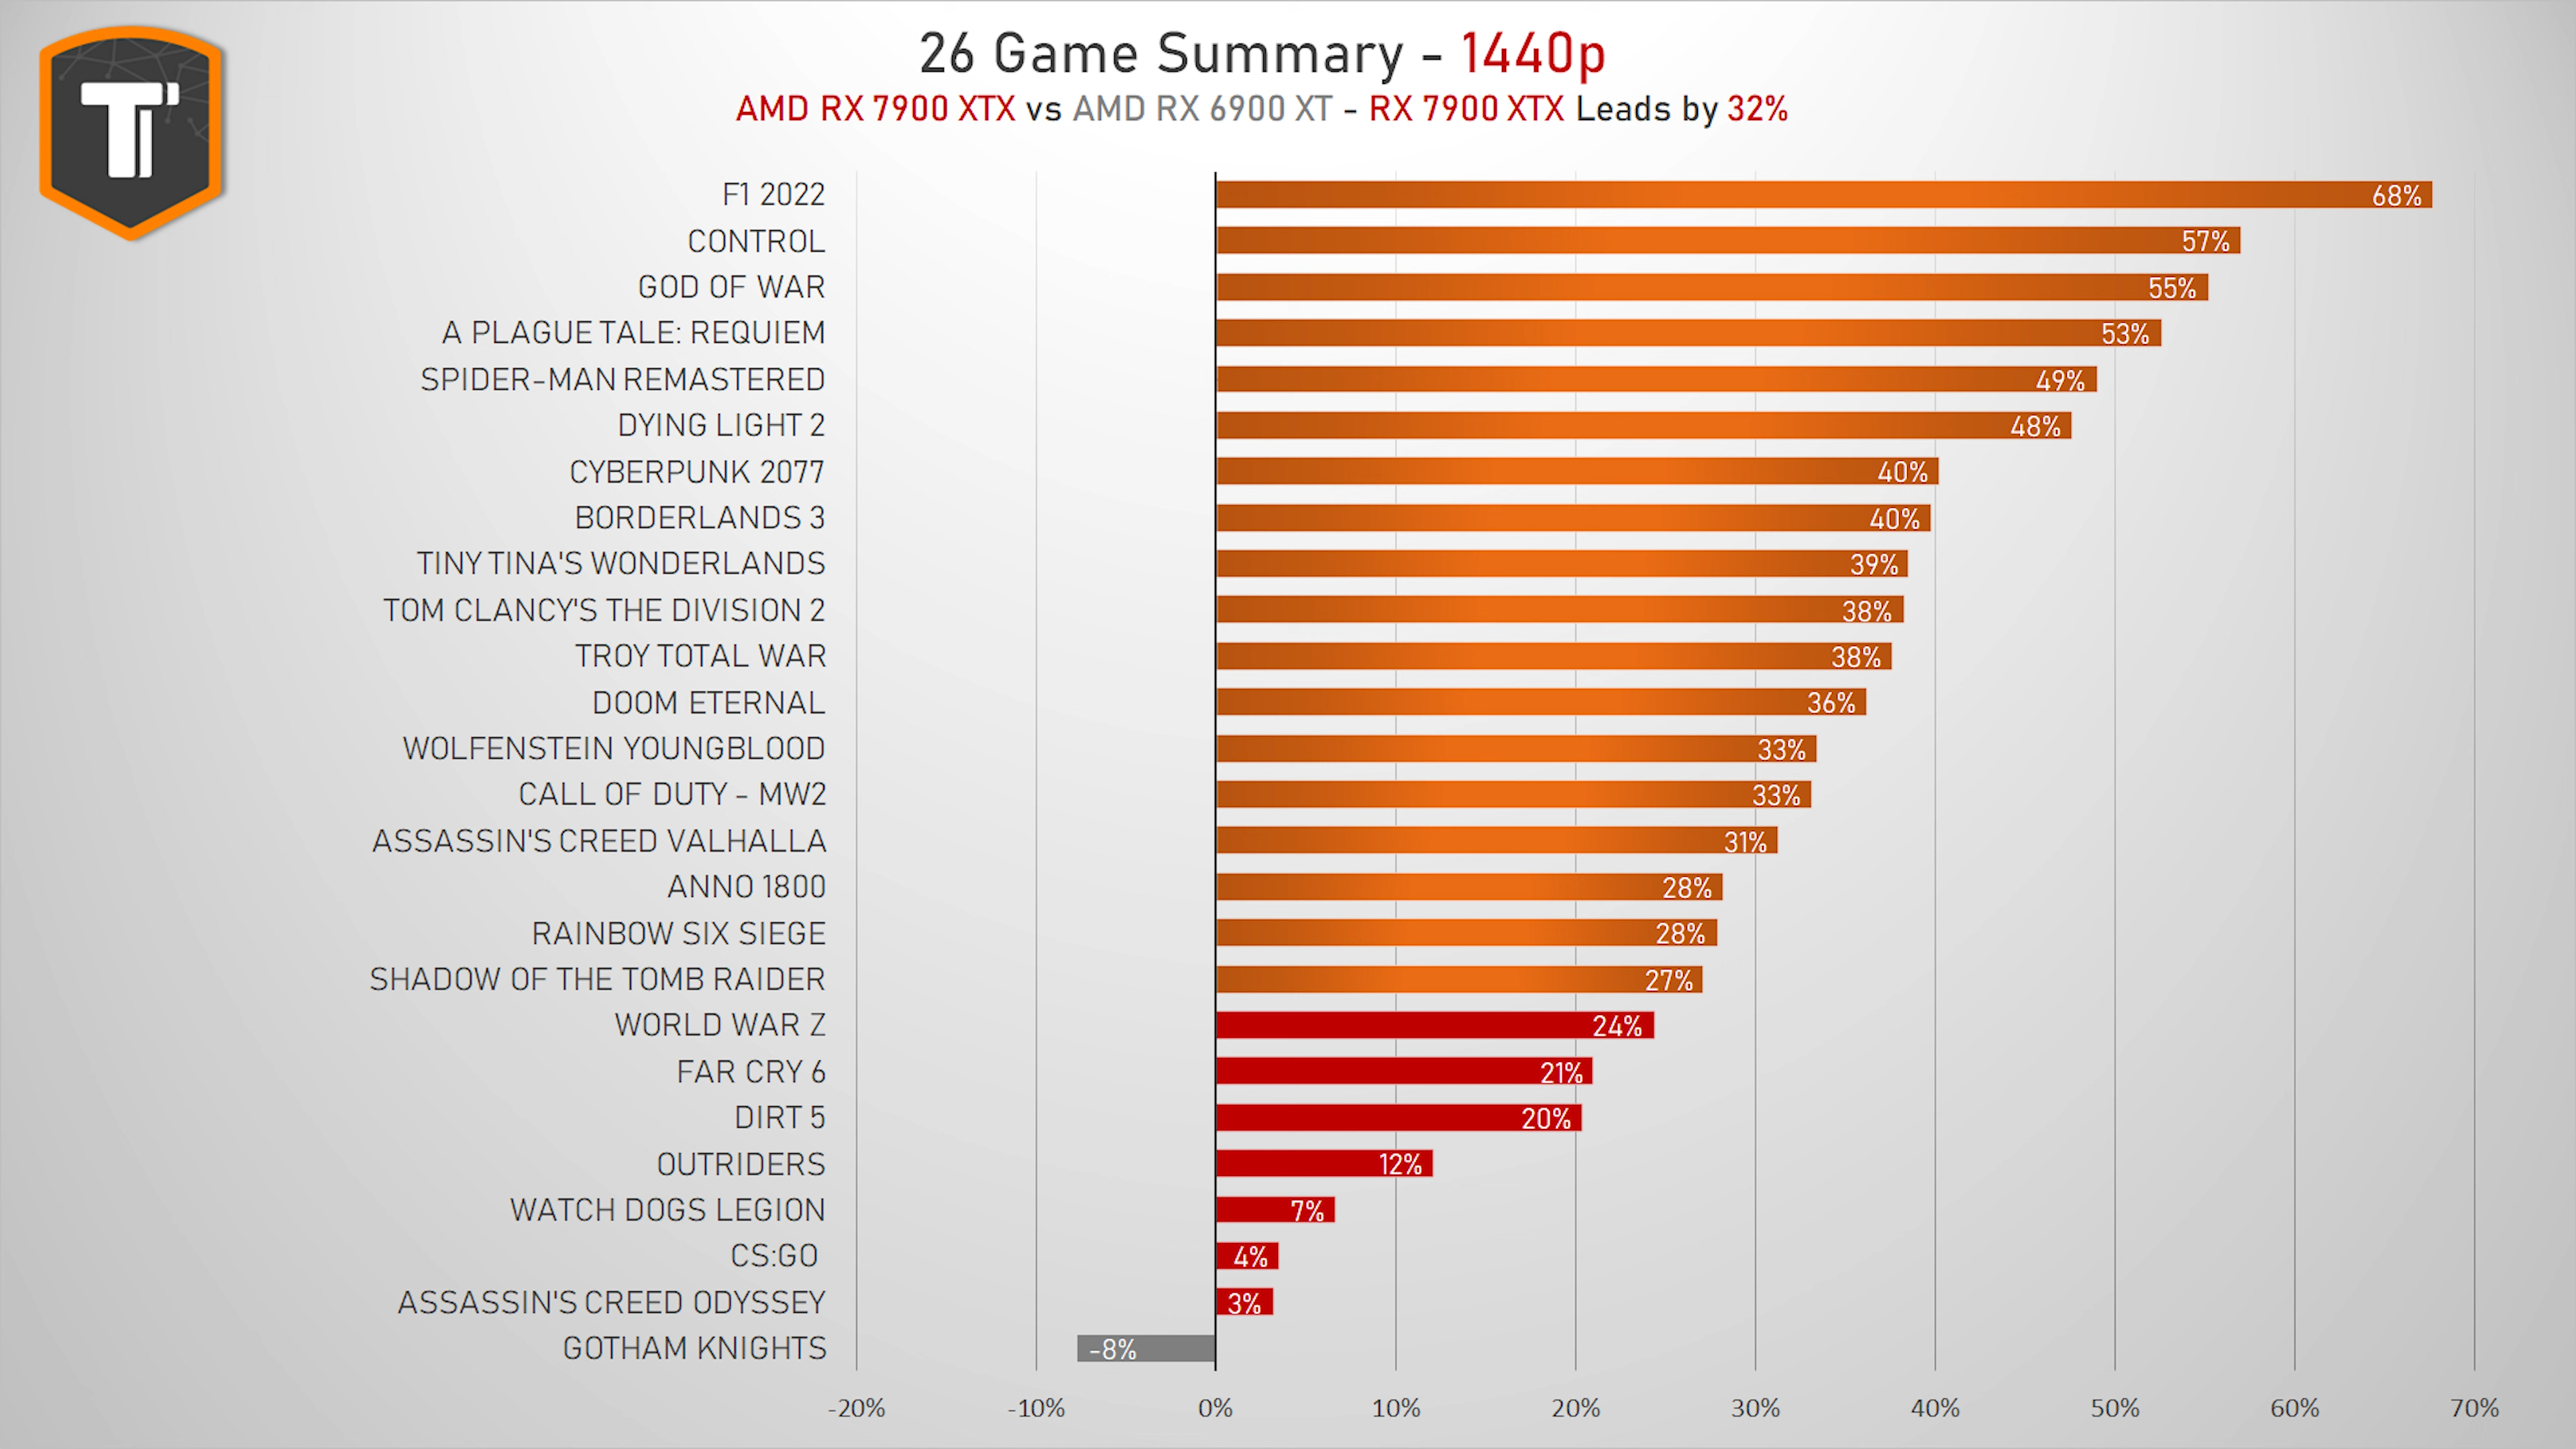 26 Game Summary - 1440p
AMD RX 7900 XTX vs AMD RX 6900 XT - RX 7900 XTX Leads by 32%
F1 2022 68%
CONTROL 57%
GOD OF WAR 55%
A PLAGUE TALE: REQUIEM 53%
SPIDER-MAN REMASTERED 49%
DYING LIGHT 2 48%
CYBERPUNK 2077 40%
BORDERLANDS 3 40%
TINY TINA'S WONDERLANDS 39%
TOM CLANCY'S THE DIVISION 2 38%
TROY TOTAL WAR 38%
DOOM ETERNAL 36%
WOLFENSTEIN YOUNGBLOOD 33%
CALL OF DUTY - MW2 33%
ASSASSIN'S CREED VALHALLA 31%
ANNO 1800 28%
RAINBOW SIX SIEGE 28%
SHADOW OF THE TOMB RAIDER 27%
WORLD WAR Z 24%
FAR CRY 6 21%
DIRT 5 20%
OUTRIDERS 12%
WATCH DOGS LEGION 7%
CS:GO 4%
ASSASSIN'S CREED ODYSSEY 3%
GOTHAM KNIGHTS -8%
-20% -10% 0% 10% 20% 30% 40% 50% 60% 70%